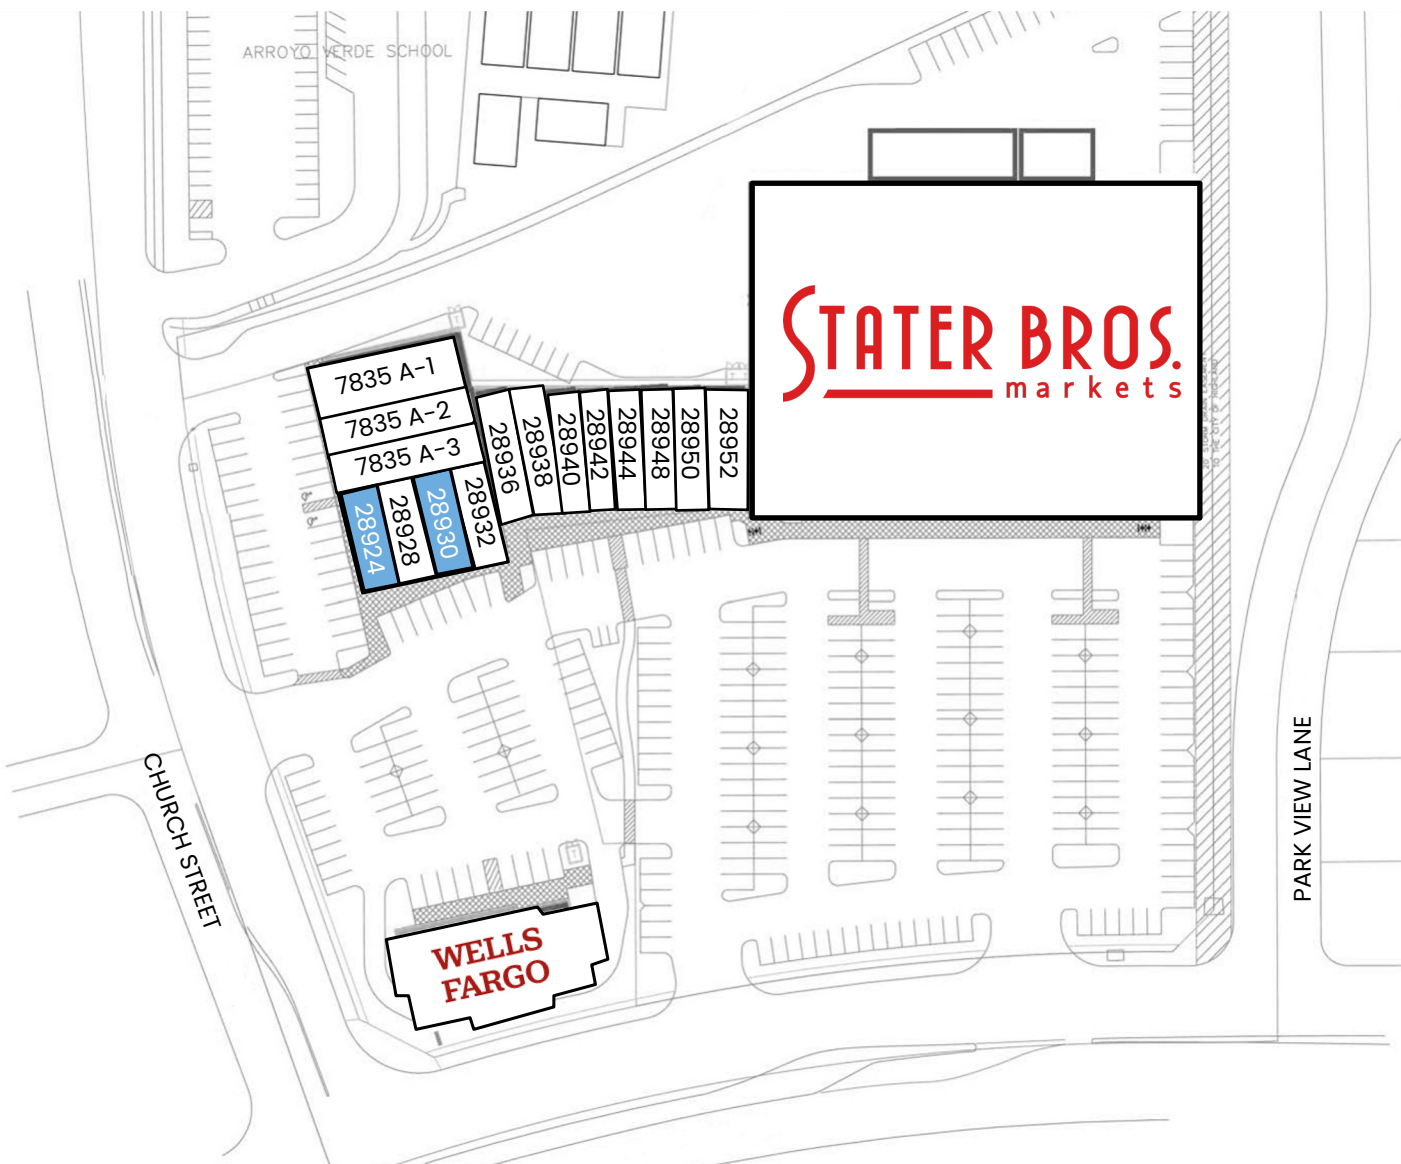 ARROYO VERDE SCHOOL
STATER BROS.
markets
7835 A-1
7835 A-2
7835 A-3
28924
28928
28930
28932
28936
28938
28940
28942
28944
28948
28950
28952
CHURCH STREET
PARK VIEW LANE
WELLS
FARGO